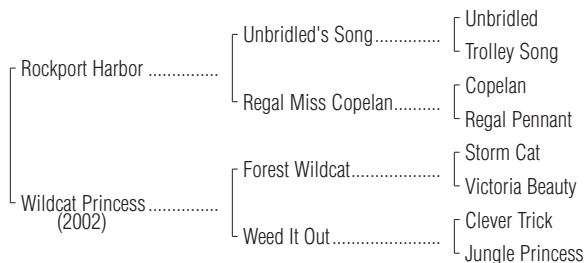 Unbridled
Unbridled's Song..............
Trolley Song
Rockport Harbor ...............
Copelan
Regal Miss Copelan..........
Regal Pennant
Storm Cat
Forest Wildcat...................
Victoria Beauty
Wildcat Princess ...............
(2002)
Clever Trick
Weed It Out.......................
Jungle Princess